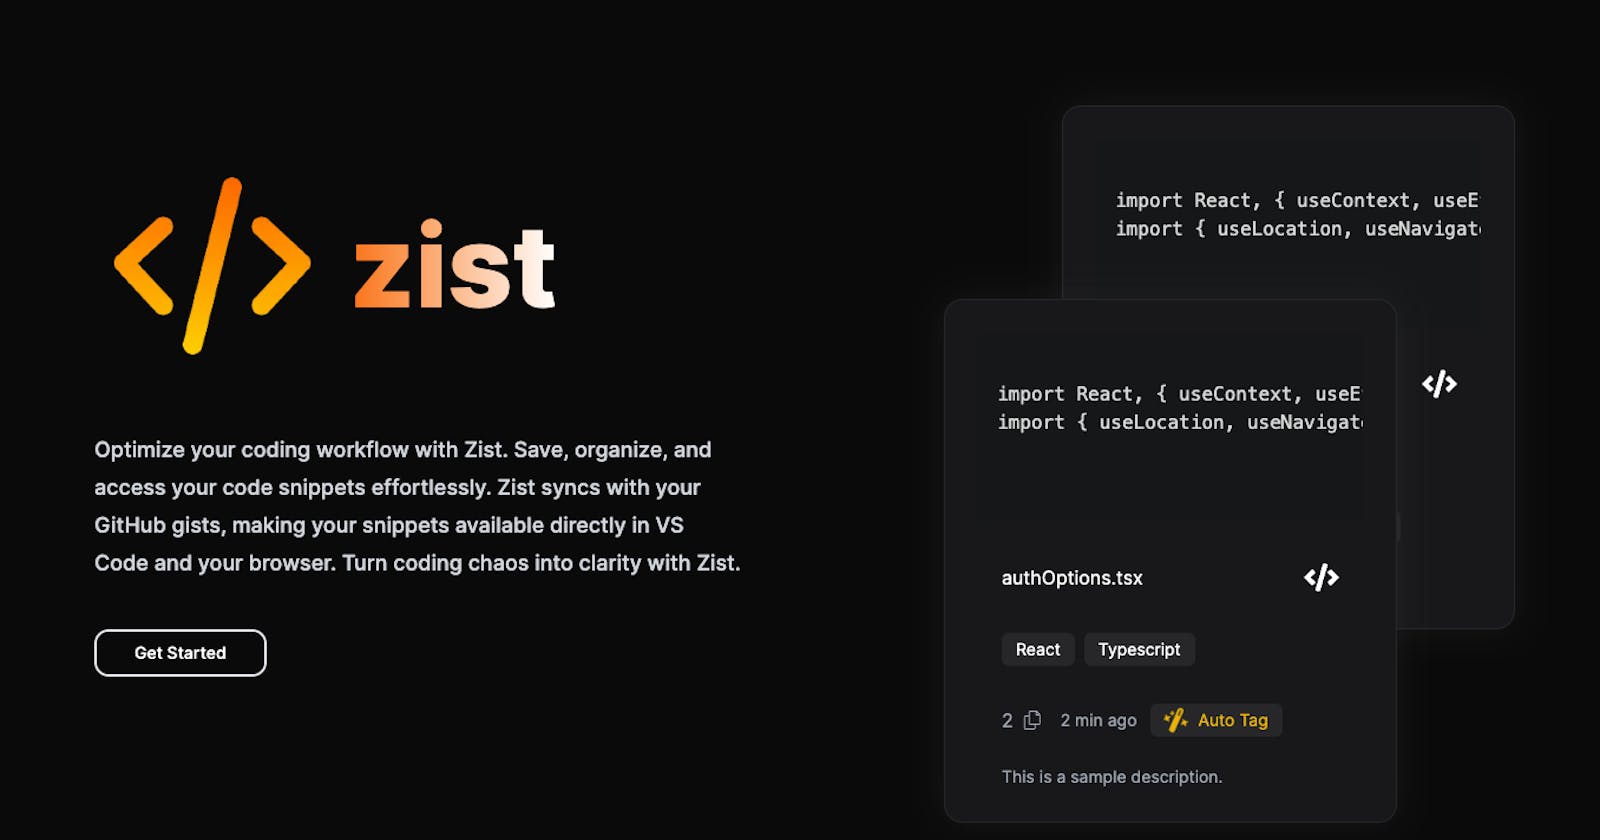 </> zist
Optimize your coding workflow with Zist. Save, organize, and
access your code snippets effortlessly. Zist syncs with your
GitHub gists, making your snippets available directly in VS
Code and your browser. Turn coding chaos into clarity with Zist.
Get Started
import React, { useContext, useE
import { useLocation, useNavigat
</>
import React, { useContext, useE
import { useLocation, useNavigat
authOptions.tsx </>
React Typescript
2 2 min ago Auto Tag
This is a sample description.